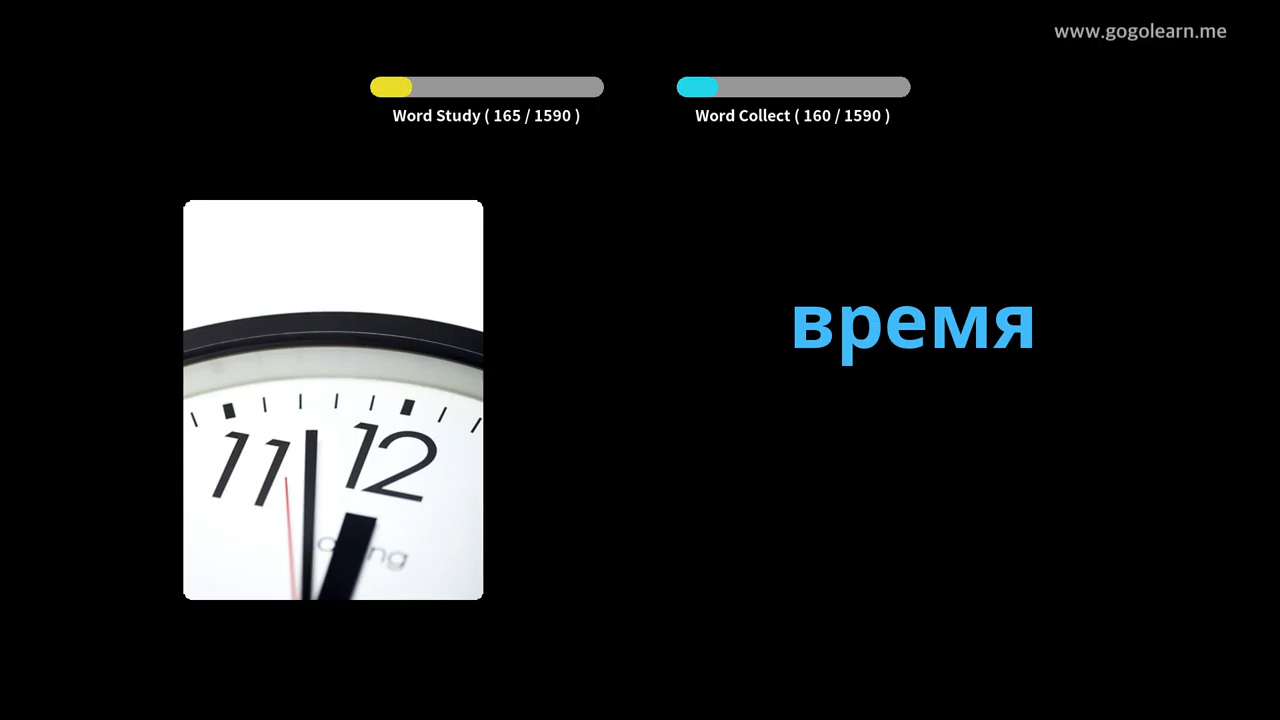 www.gogolearn.me
Word Study ( 165 / 1590 )
Word Collect ( 160 / 1590 )
время
11 12